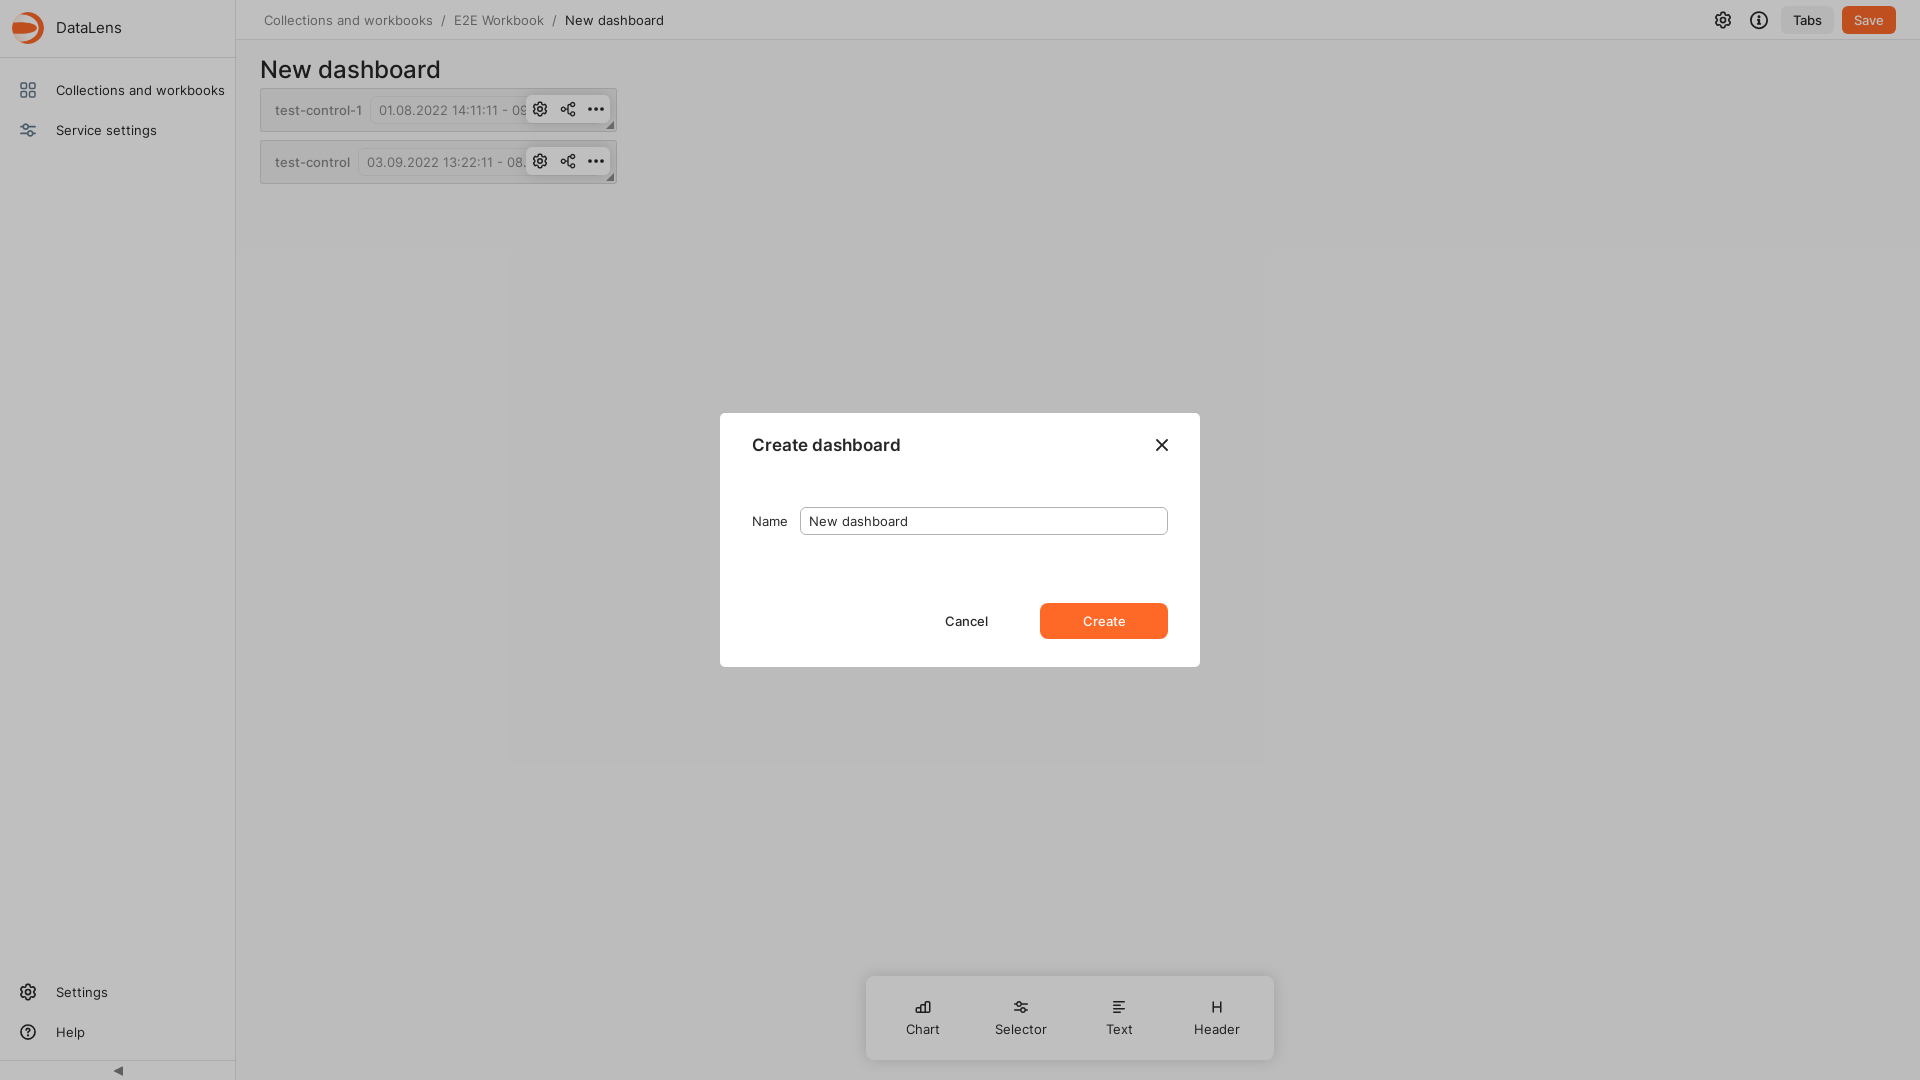 DataLens
Collections and workbooks / E2E Workbook / New dashboard
Tabs
Save
Collections and workbooks
Service settings
New dashboard
test-control-1 01.08.2022 14:11:11 - 09
test-control 03.09.2022 13:22:11 - 08.
Create dashboard
Name
New dashboard
Cancel
Create
Chart
Selector
Text
Header
Settings
Help